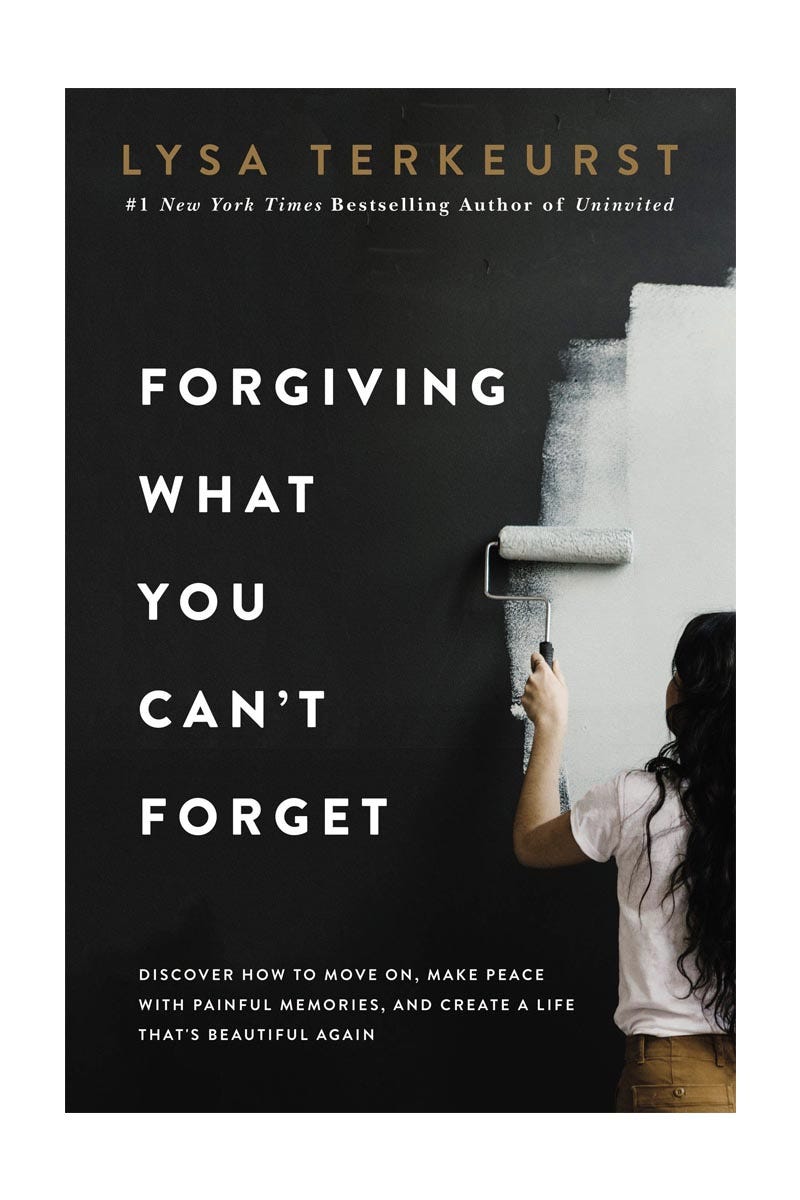 LYSA TERKEURST
#1 New York Times Bestselling Author of Uninvited
FORGIVING
WHAT
YOU
CAN'T
FORGET
DISCOVER HOW TO MOVE ON, MAKE PEACE
WITH PAINFUL MEMORIES, AND CREATE A LIFE
THAT'S BEAUTIFUL AGAIN